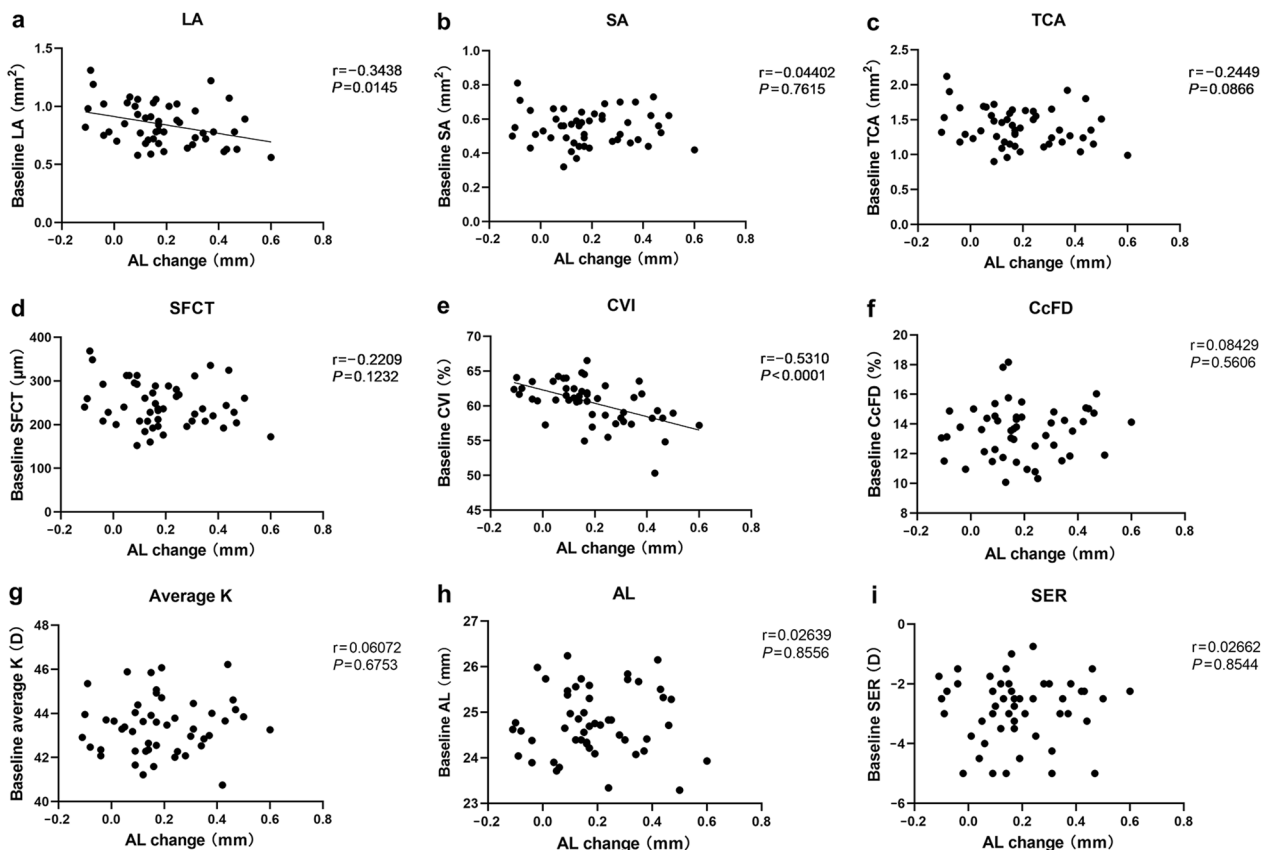 a
LA
Baseline LA (mm²)
1.5
1.0
0.5
0.0
−0.2 0.0 0.2 0.4 0.6 0.8
AL change (mm)
r=−0.3438
P=0.0145
b
SA
Baseline SA (mm²)
1.0
0.8
0.6
0.4
0.2
0.0
−0.2 0.0 0.2 0.4 0.6 0.8
AL change (mm)
r=−0.04402
P=0.7615
c
TCA
Baseline TCA (mm²)
2.5
2.0
1.5
1.0
0.5
0.0
−0.2 0.0 0.2 0.4 0.6 0.8
AL change (mm)
r=−0.2449
P=0.0866
d
SFCT
Baseline SFCT (μm)
400
300
200
100
0
−0.2 0.0 0.2 0.4 0.6 0.8
AL change (mm)
r=−0.2209
P=0.1232
e
CVI
Baseline CVI (%)
70
65
60
55
50
45
−0.2 0.0 0.2 0.4 0.6 0.8
AL change (mm)
r=−0.5310
P<0.0001
f
CcFD
Baseline CcFD (%)
20
18
16
14
12
10
8
−0.2 0.0 0.2 0.4 0.6 0.8
AL change (mm)
r=0.08429
P=0.5606
g
Average K
Baseline average K (D)
48
46
44
42
40
−0.2 0.0 0.2 0.4 0.6 0.8
AL change (mm)
r=0.06072
P=0.6753
h
AL
Baseline AL (mm)
27
26
25
24
23
−0.2 0.0 0.2 0.4 0.6 0.8
AL change (mm)
r=0.02639
P=0.8556
i
SER
Baseline SER (D)
0
−2
−4
−6
−0.2 0.0 0.2 0.4 0.6 0.8
AL change (mm)
r=0.02662
P=0.8544